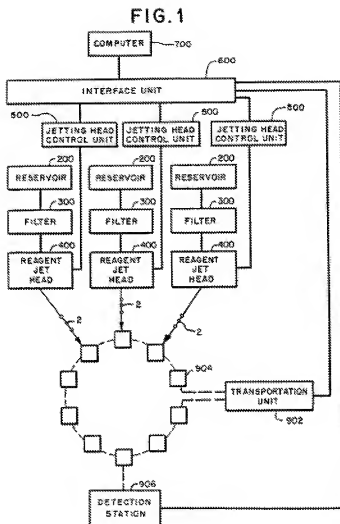 FIG.1
COMPUTER
700
600
INTERFACE UNIT
500
500
500
JETTING HEAD CONTROL UNIT
JETTING HEAD CONTROL UNIT
JETTING HEAD CONTROL UNIT
200
200
200
RESERVOIR
RESERVOIR
RESERVOIR
300
300
300
FILTER
FILTER
FILTER
400
400
400
REAGENT JET HEAD
REAGENT JET HEAD
REAGENT JET HEAD
2
2
2
904
TRANSPORTATION UNIT
902
906
DETECTION STATION